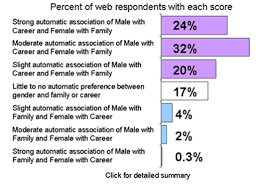 Percent of web respondents with each score
Strong automatic association of Male with
Career and Female with Family
24%
Moderate automatic association of Male with
Career and Female with Family
32%
Slight automatic association of Male with
Career and Female with Family
20%
Little to no automatic preference between
gender and family or career
17%
Slight automatic association of Male with
Family and Female with Career
4%
Moderate automatic association of Male with
Family and Female with Career
2%
Strong automatic association of Male with
Family and Female with Career
0.3%
Click for detailed summary